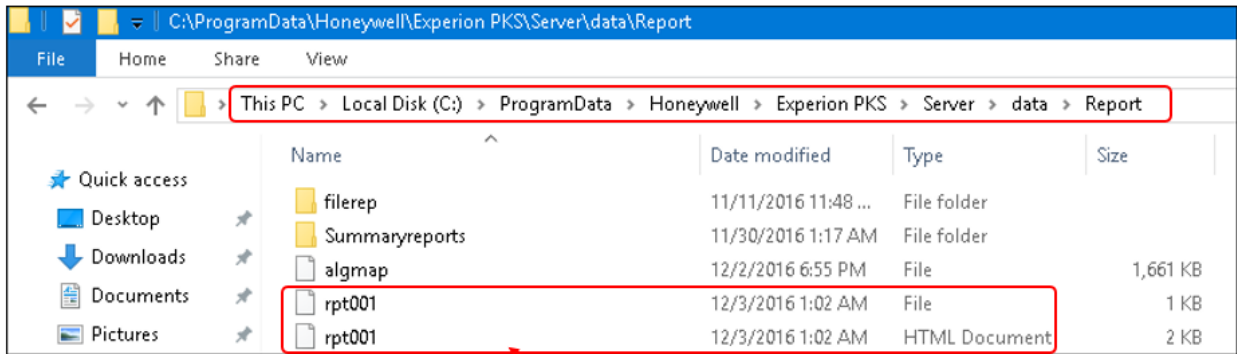 C:\ProgramData\Honeywell\Experion PKS\Server\data\Report
File Home Share View
This PC > Local Disk (C:) > ProgramData > Honeywell > Experion PKS > Server > data > Report
Name Date modified Type Size
Quick access
filerep 11/11/2016 11:48 ... File folder
Desktop
Summaryreports 11/30/2016 1:17 AM File folder
Downloads
algmap 12/2/2016 6:55 PM File 1,661 KB
Documents
rpt001 12/3/2016 1:02 AM File 1 KB
Pictures
rpt001 12/3/2016 1:02 AM HTML Document 2 KB